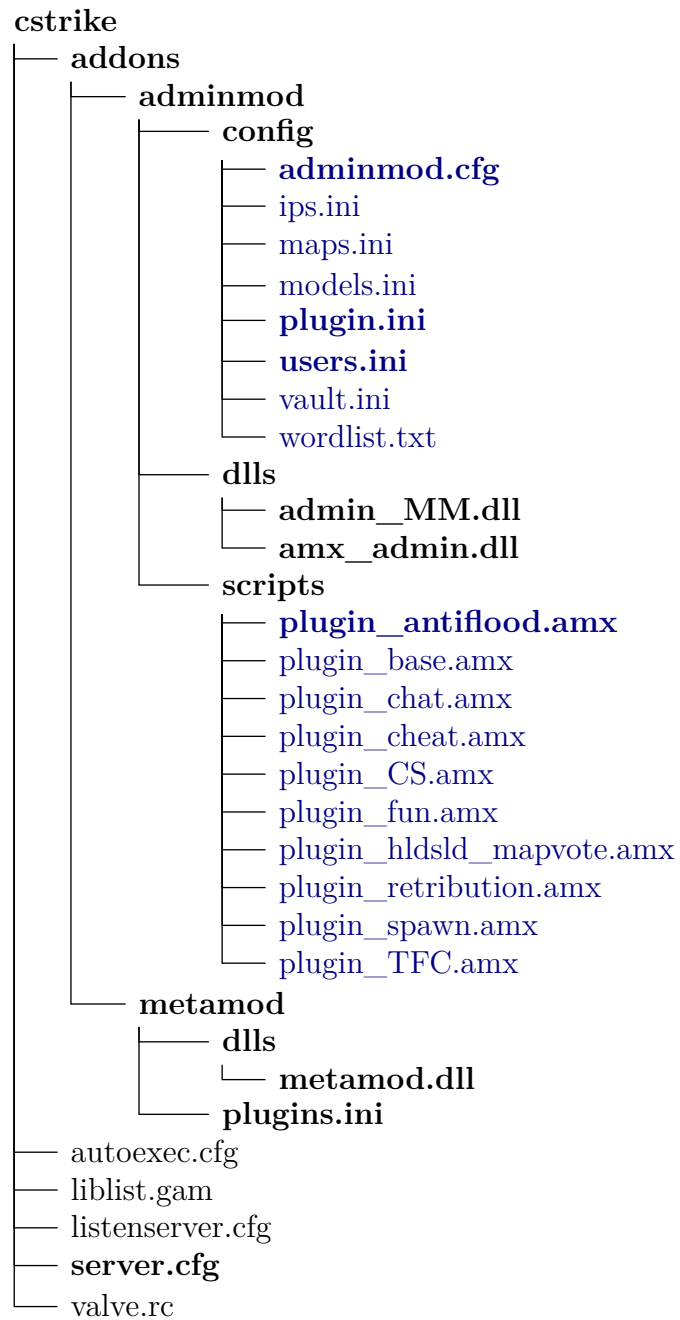 cstrike
addons
adminmod
config
adminmod.cfg
ips.ini
maps.ini
models.ini
plugin.ini
users.ini
vault.ini
wordlist.txt
dlls
admin_MM.dll
amx_admin.dll
scripts
plugin_antiflood.amx
plugin_base.amx
plugin_chat.amx
plugin_cheat.amx
plugin_CS.amx
plugin_fun.amx
plugin_hldsld_mapvote.amx
plugin_retribution.amx
plugin_spawn.amx
plugin_TFC.amx
metamod
dlls
metamod.dll
plugins.ini
autoexec.cfg
liblist.gam
listenserver.cfg
server.cfg
valve.rc